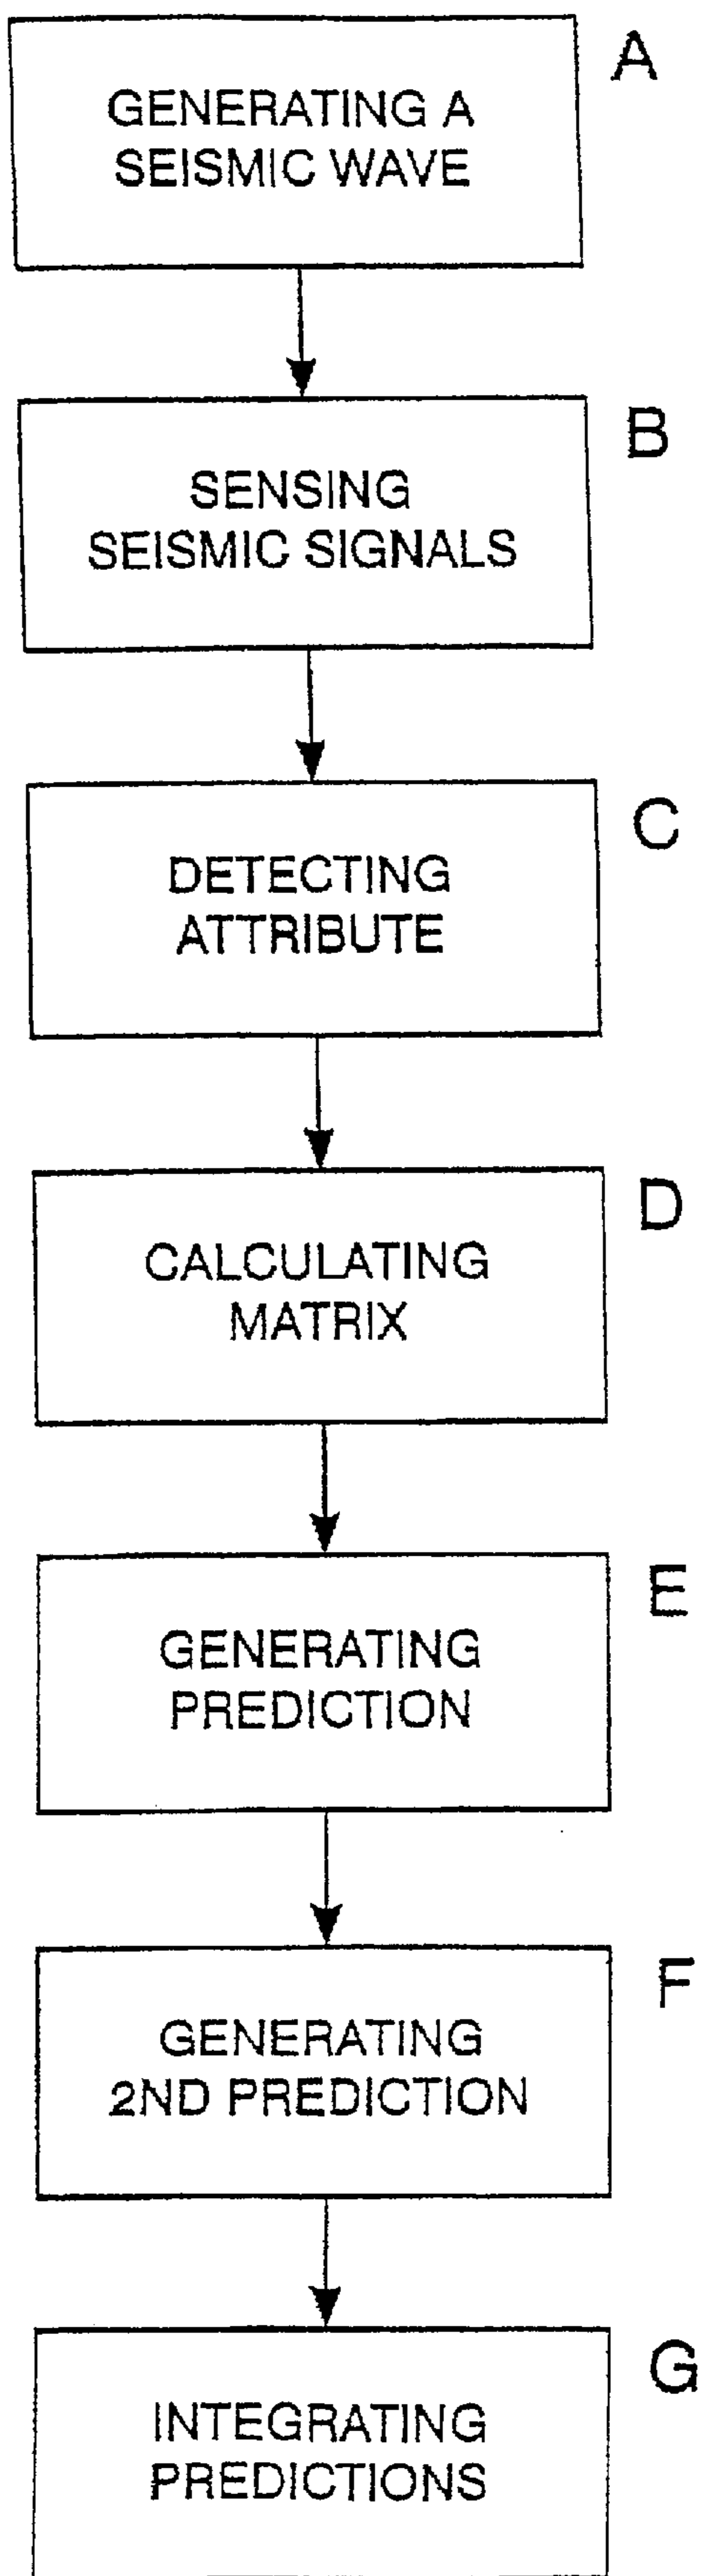 A
GENERATING A
SEISMIC WAVE
B
SENSING
SEISMIC SIGNALS
C
DETECTING
ATTRIBUTE
D
CALCULATING
MATRIX
E
GENERATING
PREDICTION
F
GENERATING
2ND PREDICTION
G
INTEGRATING
PREDICTIONS